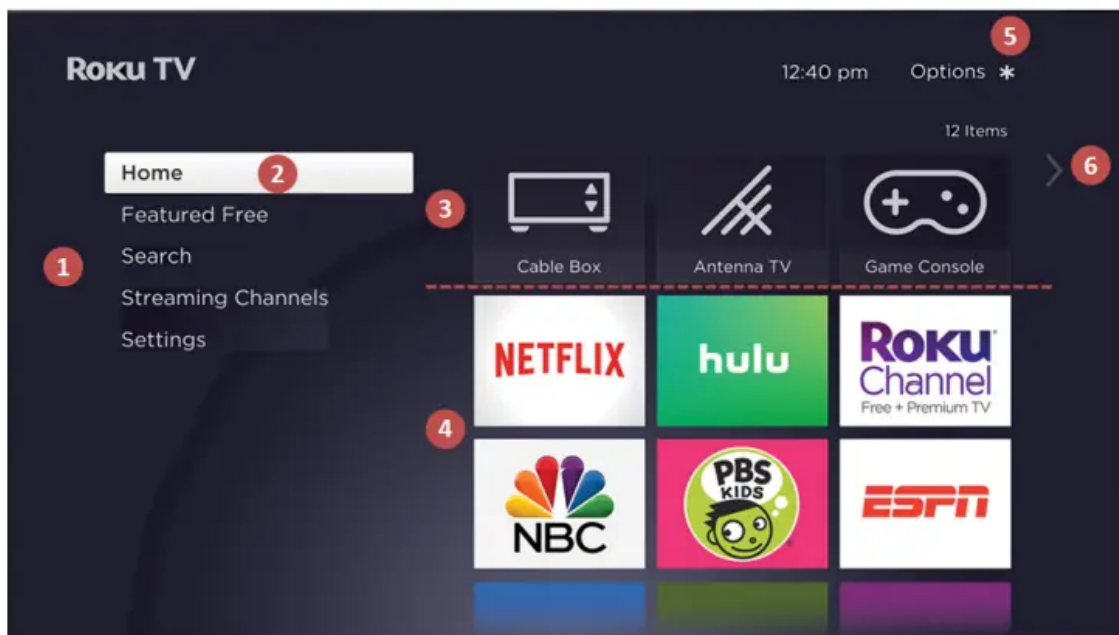 ROKU TV
12:40 pm Options *
5
12 Items
6
Home
2
Featured Free
Search
Streaming Channels
Settings
1
3
Cable Box
Antenna TV
Game Console
NETFLIX
hulu
ROKU
Channel
Free + Premium TV
4
NBC
PBS
KIDS
ESPN